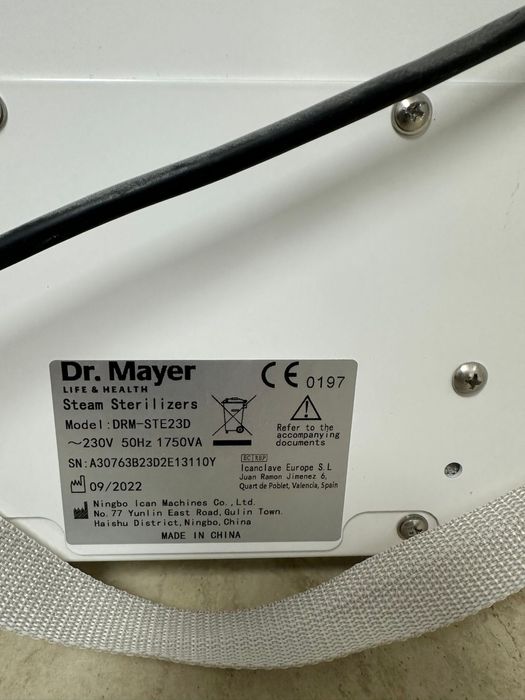 Dr. Mayer
LIFE & HEALTH
CE 0197
Steam Sterilizers
Model:DRM-STE23D
~230V 50Hz 1750VA
Refer to the
accompanying
documents
SN:A30763B23D2E13110Y
09/2022
EC REP
Icanclave Europe S.L
Juan Ramon Jimenez 6,
Quart de Poblet, Valencia, Spain
Ningbo Ican Machines Co.,Ltd.
No.77 Yunlin East Road,Gulin Town.
Haishu District,Ningbo,China
MADE IN CHINA